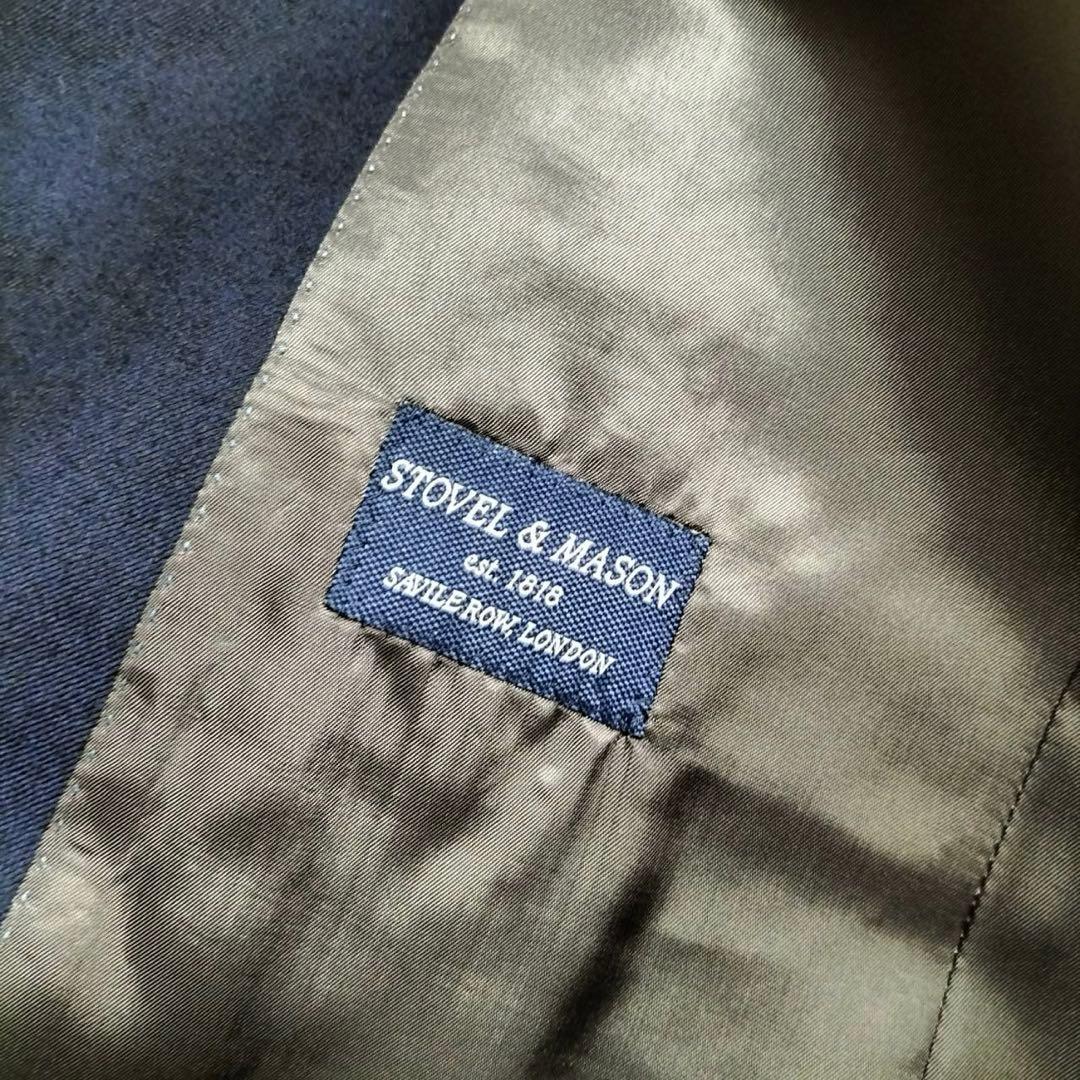 STOVEL & MASON
est. 1818
SAVILE ROW, LONDON